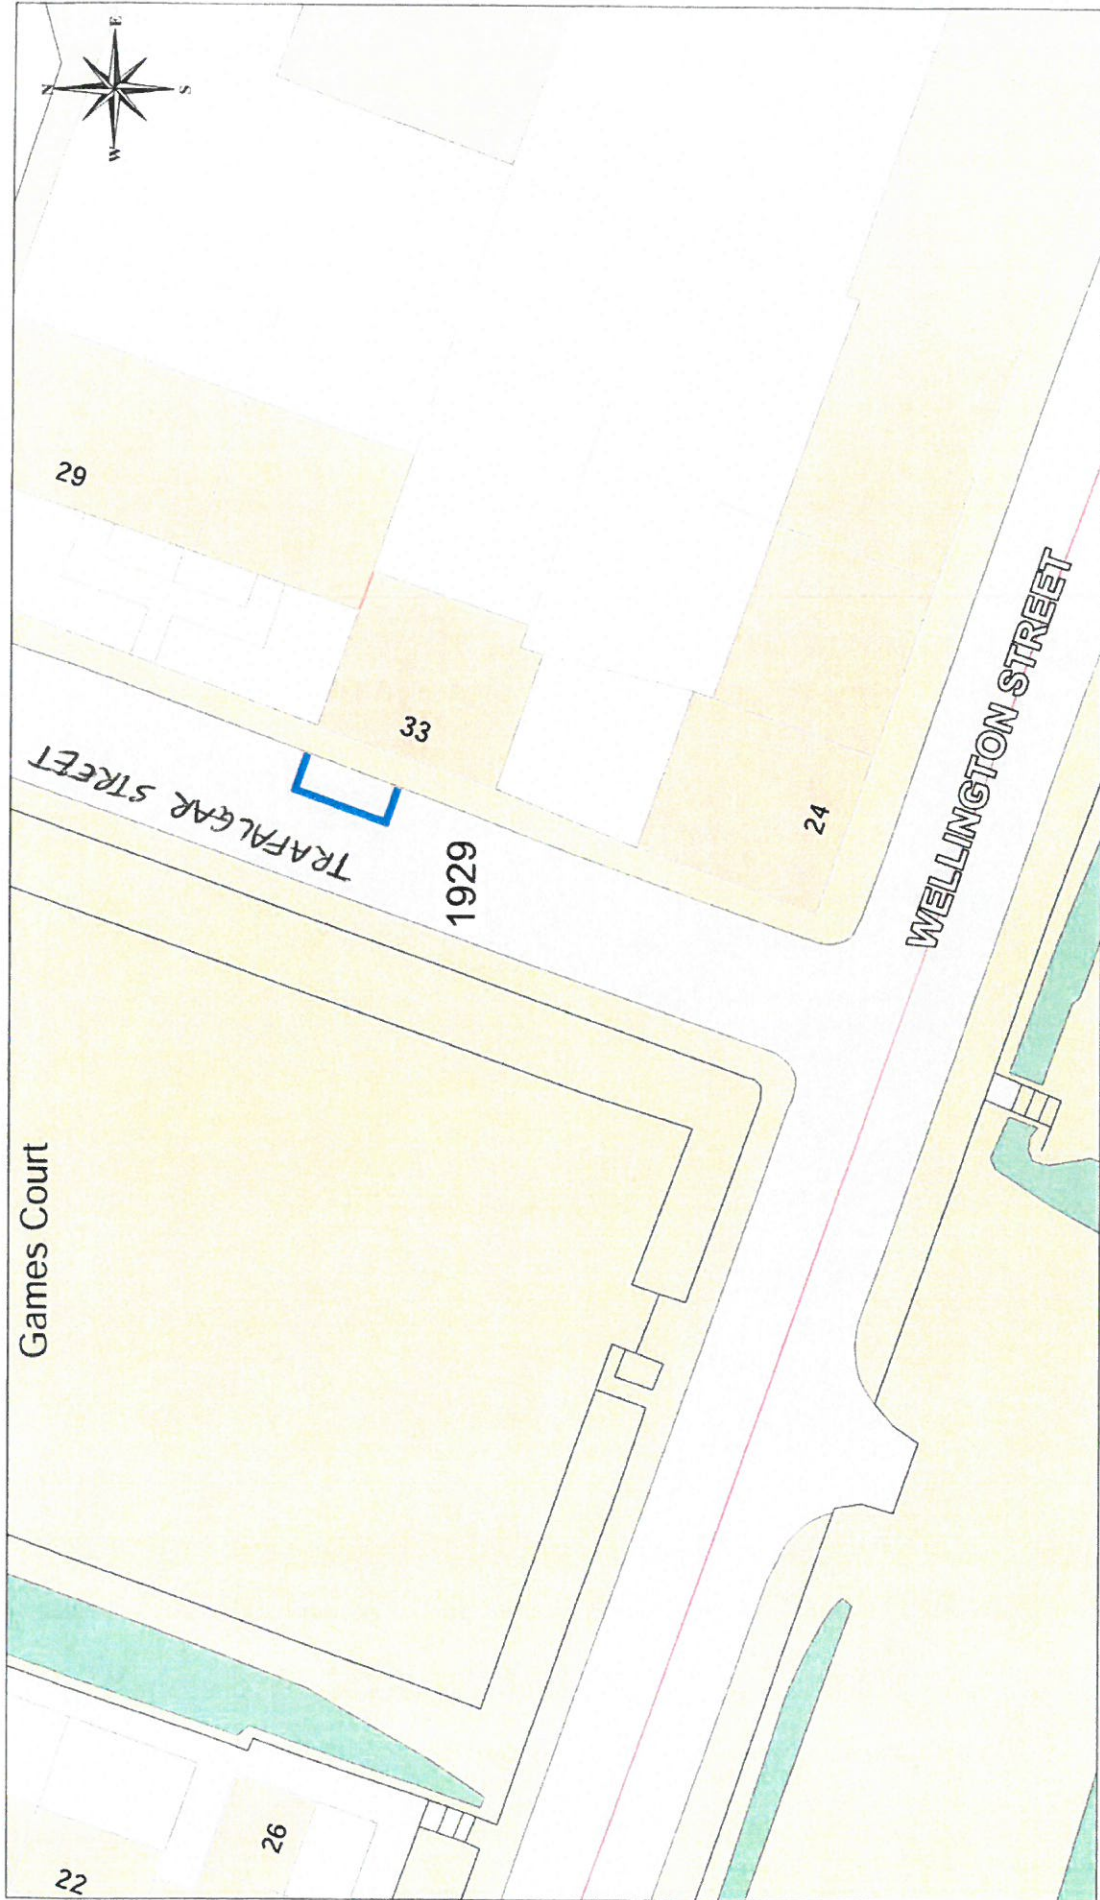 N
E
S
W
29
33
TRAFALGAR STREET
1929
24
WELLINGTON STREET
Games Court
26
22